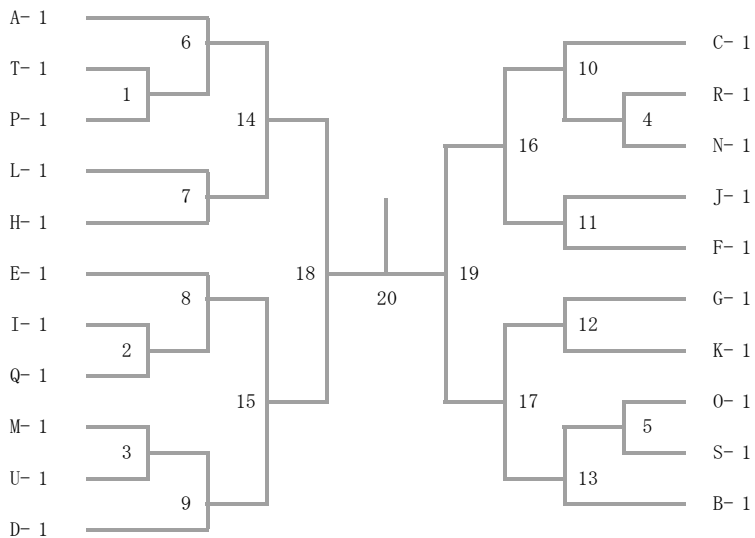 A- 1
T- 1
P- 1
L- 1
H- 1
E- 1
I- 1
Q- 1
M- 1
U- 1
D- 1
1
2
3
6
7
8
9
14
15
18
20
19
16
17
10
11
12
13
4
5
C- 1
R- 1
N- 1
J- 1
F- 1
G- 1
K- 1
O- 1
S- 1
B- 1